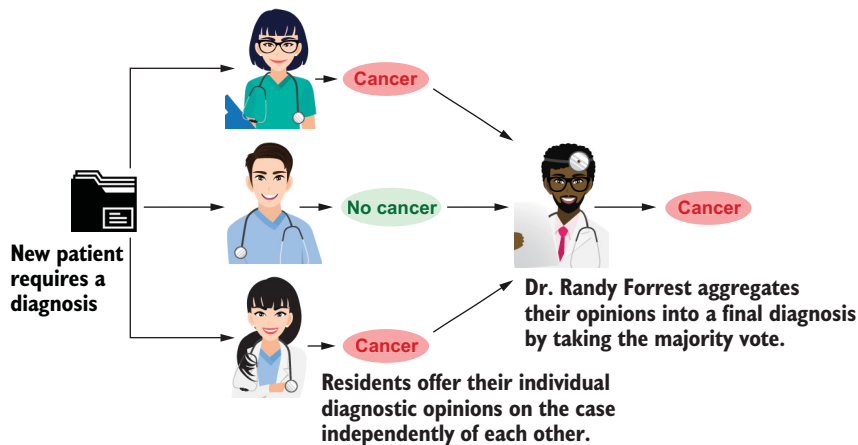 Cancer
No cancer
Cancer
New patient
requires a
diagnosis
Cancer
Dr. Randy Forrest aggregates
their opinions into a final diagnosis
by taking the majority vote.
Residents offer their individual
diagnostic opinions on the case
independently of each other.